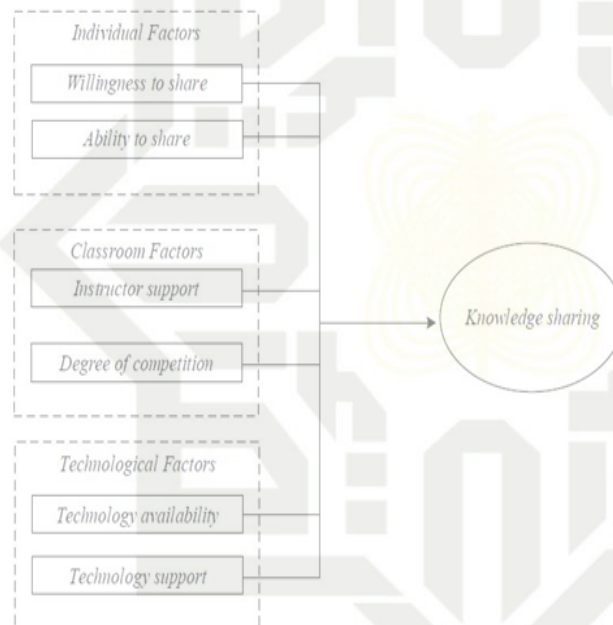 Individual Factors
Willingness to share
Ability to share
Classroom Factors
Instructor support
Degree of competition
Knowledge sharing
Technological Factors
Technology availability
Technology support